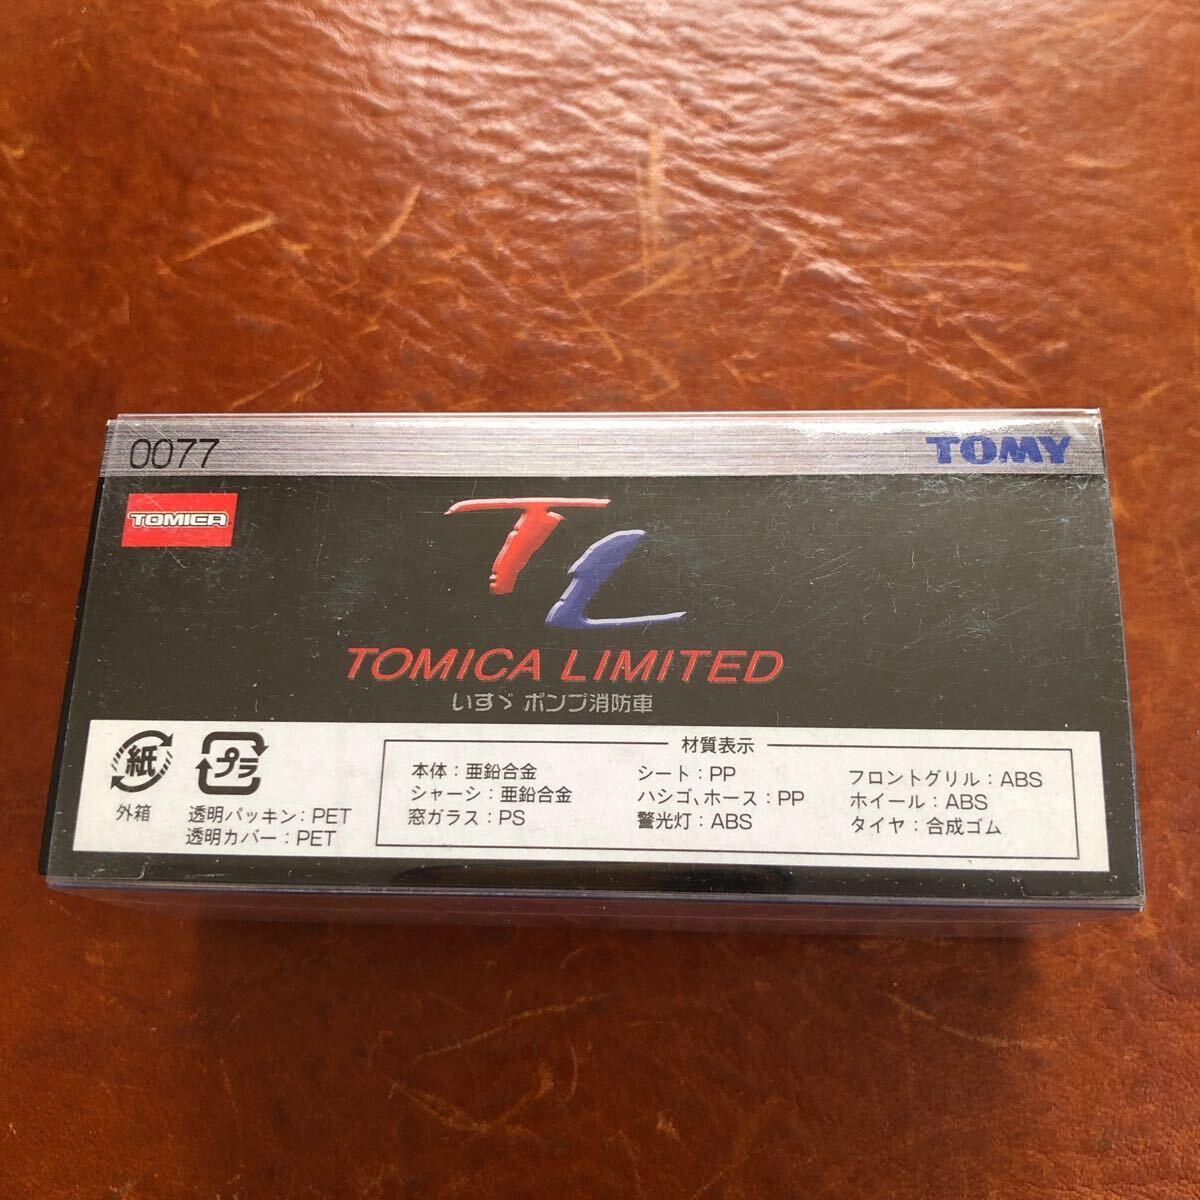 0077
TOMY
TOMICA
TL
TOMICA LIMITED
いすゞ ポンプ消防車
紙
外箱
プラ
透明パッキン：PET
透明カバー：PET
材質表示
本体：亜鉛合金
シャーシ：亜鉛合金
窓ガラス：PS
シート：PP
ハシゴ、ホース：PP
警光灯：ABS
フロントグリル：ABS
ホイール：ABS
タイヤ：合成ゴム